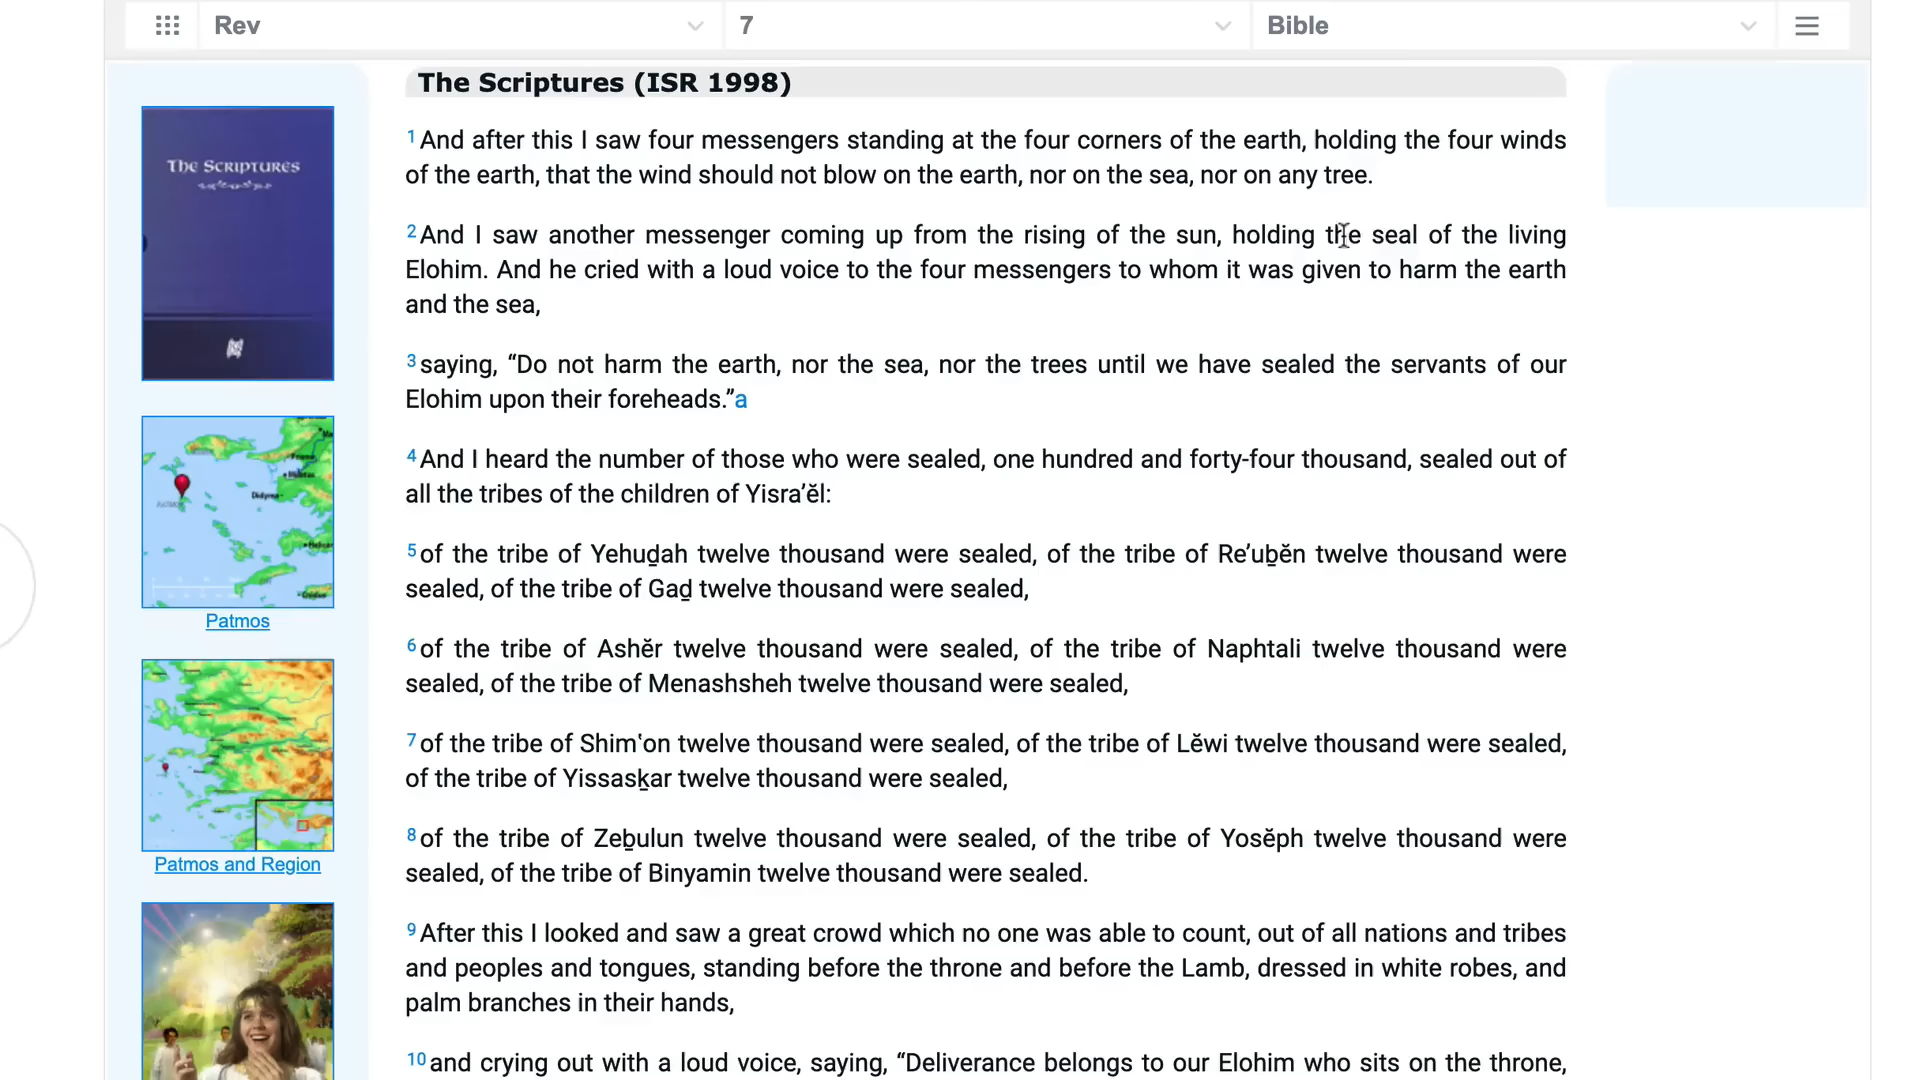 Rev
7
Bible
The Scriptures (ISR 1998)
The Scriptures
1 And after this I saw four messengers standing at the four corners of the earth, holding the four winds
of the earth, that the wind should not blow on the earth, nor on the sea, nor on any tree.
2 And I saw another messenger coming up from the rising of the sun, holding the seal of the living
Elohim. And he cried with a loud voice to the four messengers to whom it was given to harm the earth
and the sea,
3 saying, “Do not harm the earth, nor the sea, nor the trees until we have sealed the servants of our
Elohim upon their foreheads.”a
4 And I heard the number of those who were sealed, one hundred and forty-four thousand, sealed out of
all the tribes of the children of Yisra’ĕl:
5 of the tribe of Yehuḏah twelve thousand were sealed, of the tribe of Re’uḇĕn twelve thousand were
sealed, of the tribe of Gaḏ twelve thousand were sealed,
6 of the tribe of Ashĕr twelve thousand were sealed, of the tribe of Naphtali twelve thousand were
sealed, of the tribe of Menashsheh twelve thousand were sealed,
7 of the tribe of Shimʽon twelve thousand were sealed, of the tribe of Lĕwi twelve thousand were sealed,
of the tribe of Yissasḵar twelve thousand were sealed,
8 of the tribe of Zeḇulun twelve thousand were sealed, of the tribe of Yosĕph twelve thousand were
sealed, of the tribe of Binyamin twelve thousand were sealed.
9 After this I looked and saw a great crowd which no one was able to count, out of all nations and tribes
and peoples and tongues, standing before the throne and before the Lamb, dressed in white robes, and
palm branches in their hands,
10 and crying out with a loud voice, saying, “Deliverance belongs to our Elohim who sits on the throne,
Didyma
Patmos
Patmos and Region